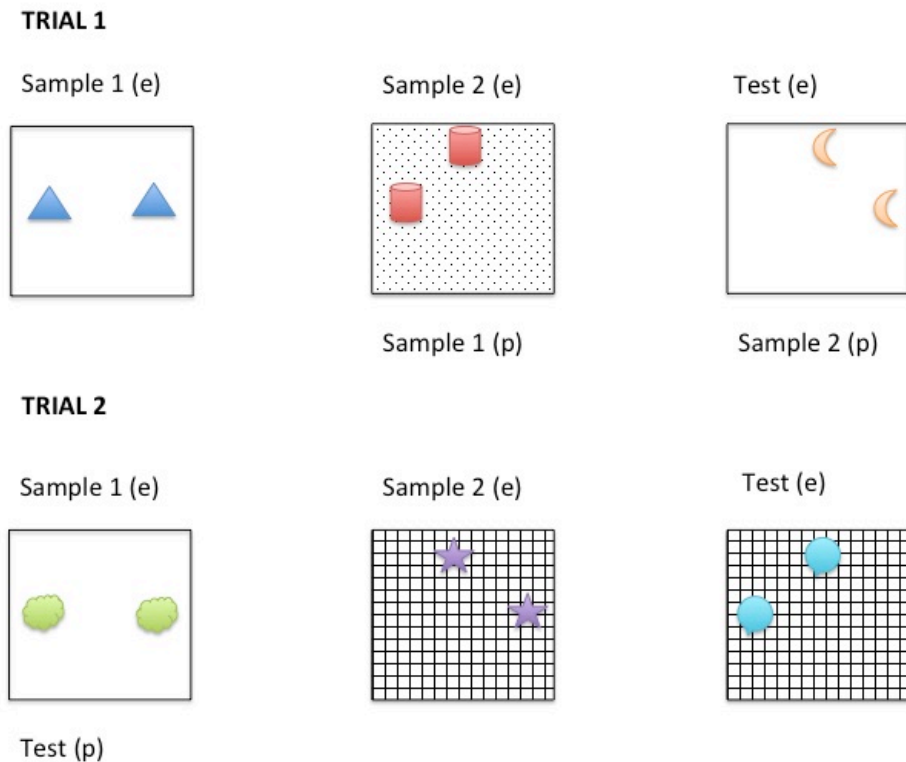 TRIAL 1
Sample 1 (e)
Sample 2 (e)
Test (e)
Sample 1 (p)
Sample 2 (p)
TRIAL 2
Sample 1 (e)
Sample 2 (e)
Test (e)
Test (p)